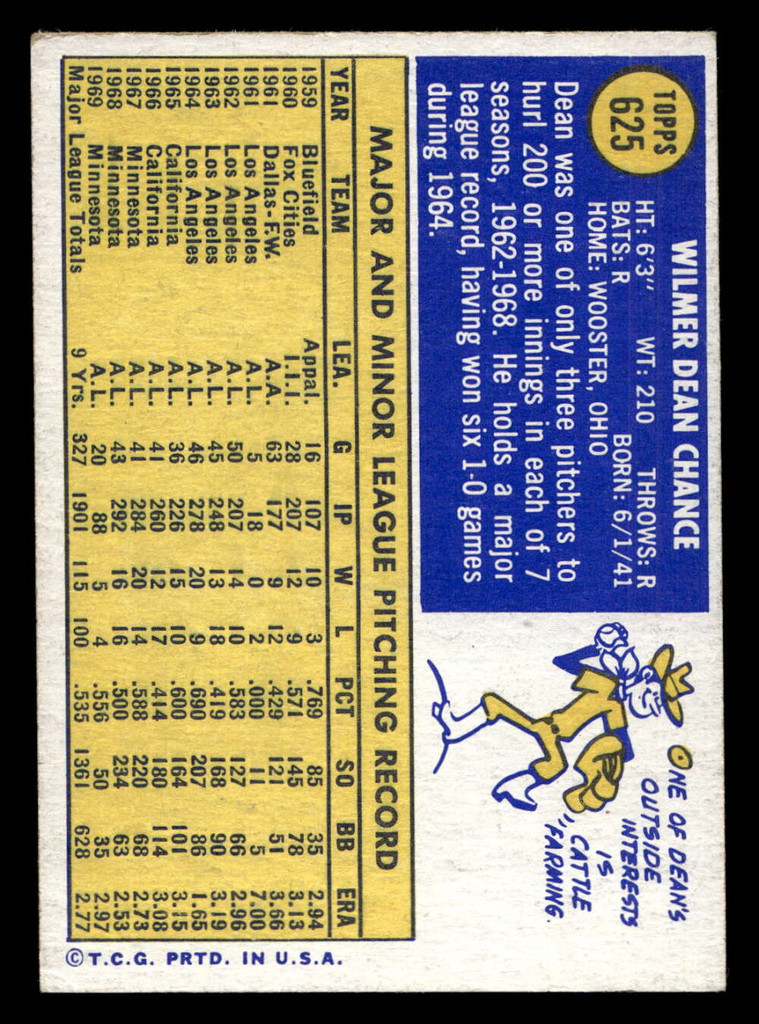 TOPPS
625
WILMER DEAN CHANCE
HT: 6'3" WT: 210 THROWS: R
BATS: R BORN: 6/1/41
HOME: WOOSTER, OHIO
Dean was one of only three pitchers to
hurl 200 or more innings in each of 7
seasons, 1962-1968. He holds a major
league record, having won six 1-0 games
during 1964.
ONE OF DEAN'S
OUTSIDE
INTERESTS
IS
"CATTLE
FARMING.
MAJOR AND MINOR LEAGUE PITCHING RECORD
YEAR TEAM LEA. G IP W L PCT SO BB ERA
1959 Bluefield Appal. 16 107 10 3 .769 85 35 2.94
1960 Fox Cities I.I.I. 28 207 12 9 .571 145 78 3.13
1961 Dallas-F.W. A.A. 63 177 9 12 .429 121 51 3.66
1961 Los Angeles A.L. 5 18 0 2 .000 11 5 7.00
1962 Los Angeles A.L. 50 207 14 10 .583 127 66 2.96
1963 Los Angeles A.L. 45 248 13 18 .419 168 90 3.19
1964 Los Angeles A.L. 46 278 20 9 .690 207 86 1.65
1965 California A.L. 36 226 15 10 .600 164 101 3.15
1966 California A.L. 41 260 12 17 .414 180 114 3.08
1967 Minnesota A.L. 41 284 20 14 .588 220 68 2.73
1968 Minnesota A.L. 43 292 16 16 .500 234 63 2.53
1969 Minnesota A.L. 20 88 5 4 .556 50 35 2.97
Major League Totals 9 Yrs. 327 1901 115 100 .535 1361 628 2.77
© T.C.G. PRTD. IN U.S.A.